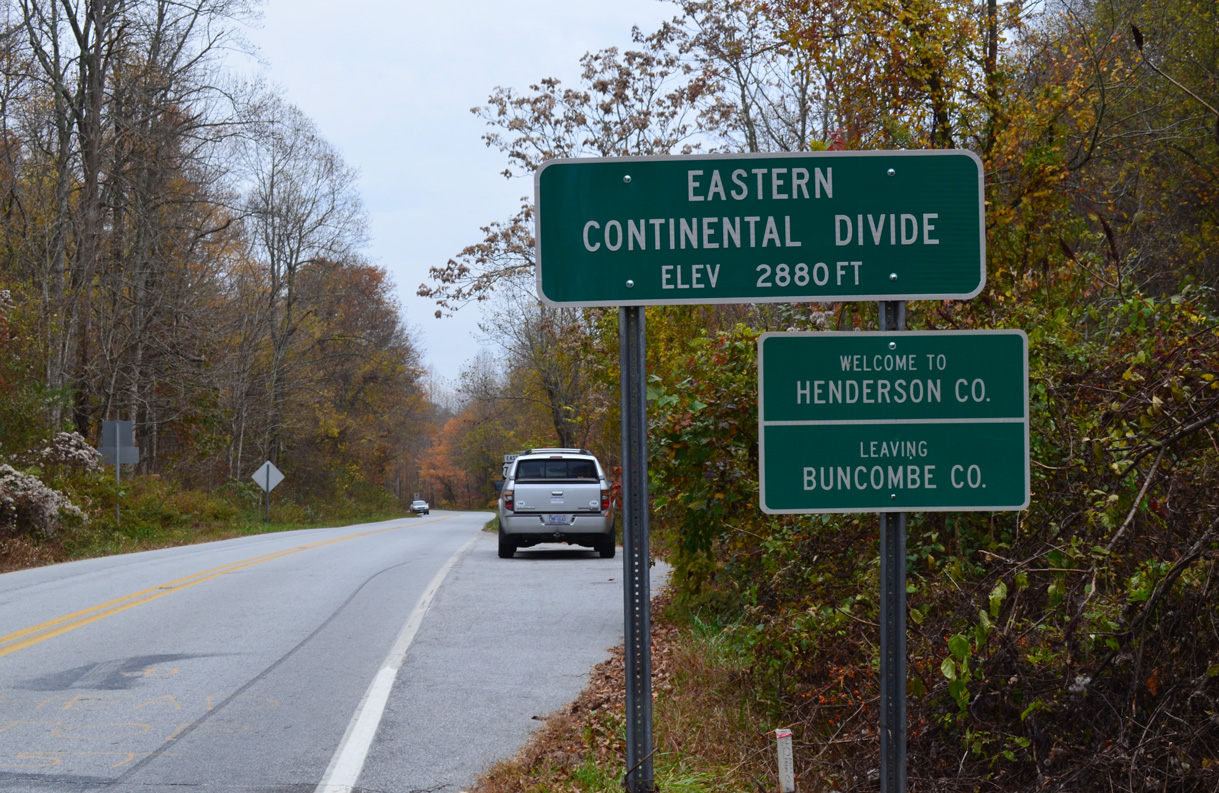 EASTERN
CONTINENTAL DIVIDE
ELEV 2880 FT
WELCOME TO
HENDERSON CO.
LEAVING
BUNCOMBE CO.